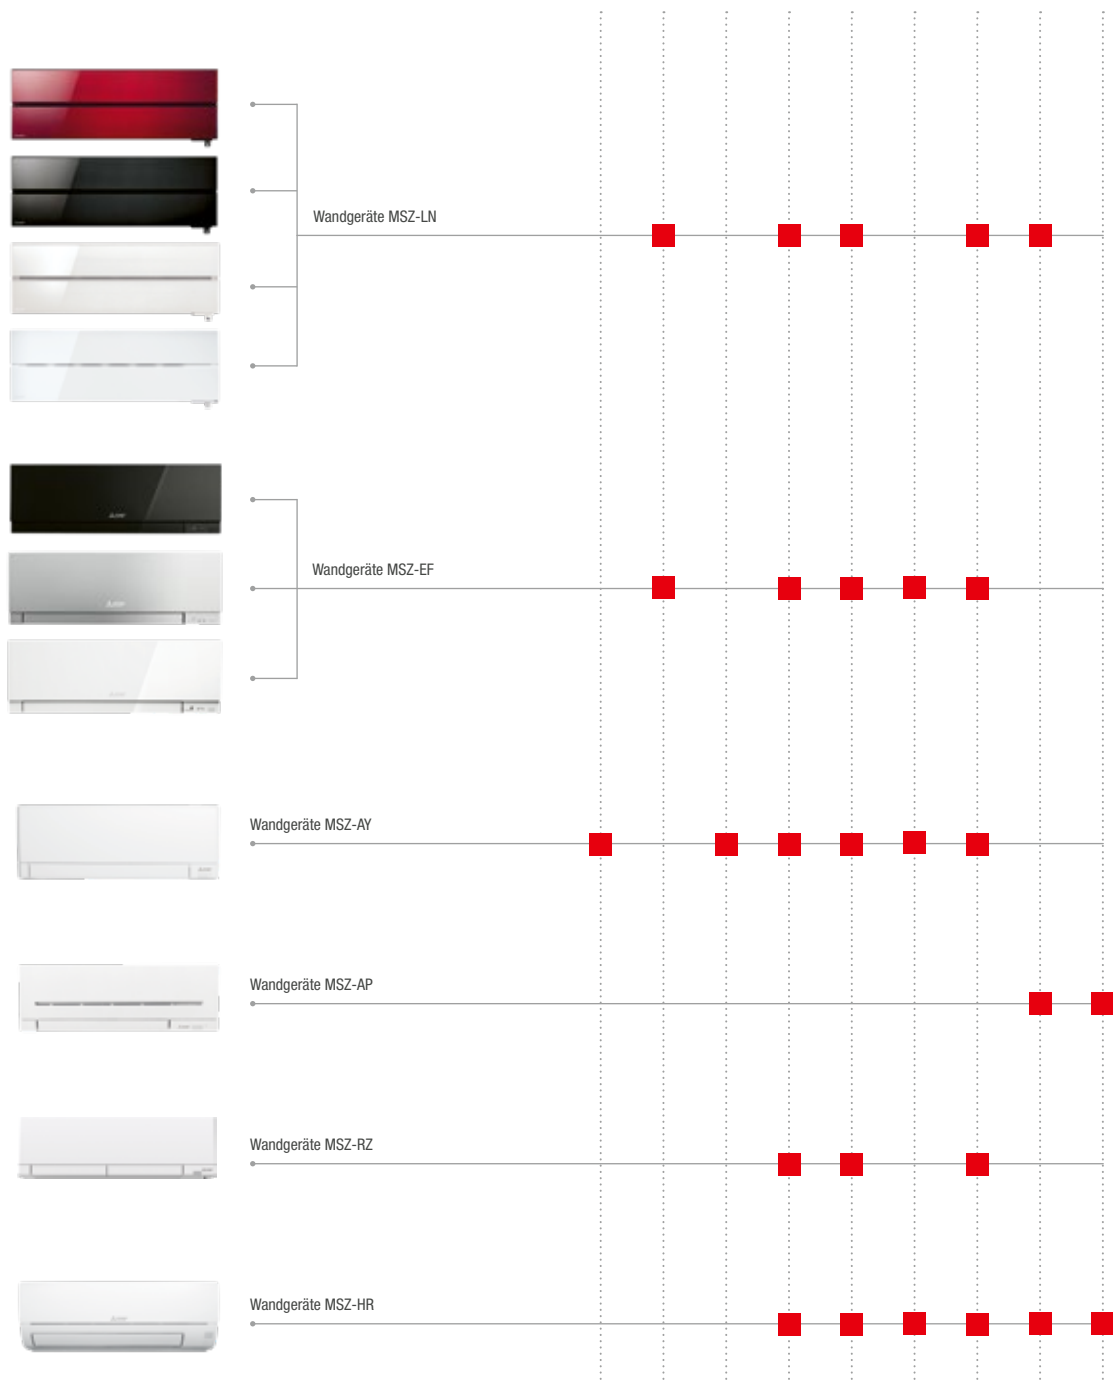 Wandgeräte MSZ-LN
Wandgeräte MSZ-EF
Wandgeräte MSZ-AY
Wandgeräte MSZ-AP
Wandgeräte MSZ-RZ
Wandgeräte MSZ-HR